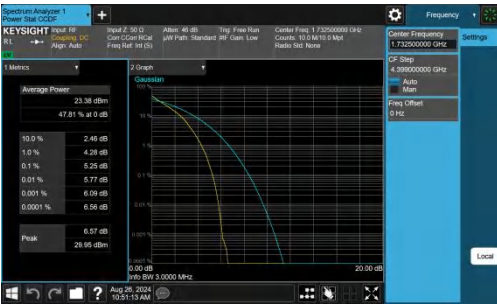 Spectrum Analyzer 1
Power Stat CCDF
Frequency
KEYSIGHT
Input: RF
Coupling: DC
Align: Auto
Input Z: 50 Ω
Corr CCorr RCal
Freq Ref: Int (S)
Atten: 46 dB
µW Path: Standard
Trig: Free Run
#IF Gain: Low
Center Freq: 1.732500000 GHz
Counts: 10.0 M/10.0 Mpt
Radio Std: None
Center Frequency
1.732500000 GHz
Settings
CF Step
4.399000000 GHz
Auto
Man
Freq Offset
0 Hz
1 Metrics
2 Graph
Gaussian
Average Power
23.38 dBm
47.81 % at 0 dB
10.0 % 2.46 dB
1.0 % 4.28 dB
0.1 % 5.25 dB
0.01 % 5.77 dB
0.001 % 6.09 dB
0.0001 % 6.56 dB
Peak
6.57 dB
29.95 dBm
100 %
10 %
1 %
0.1 %
0.01 %
0.001 %
0.0001 %
0.00 dB
20.00 dB
Info BW 3.0000 MHz
Local
Aug 26, 2024
10:51:13 AM